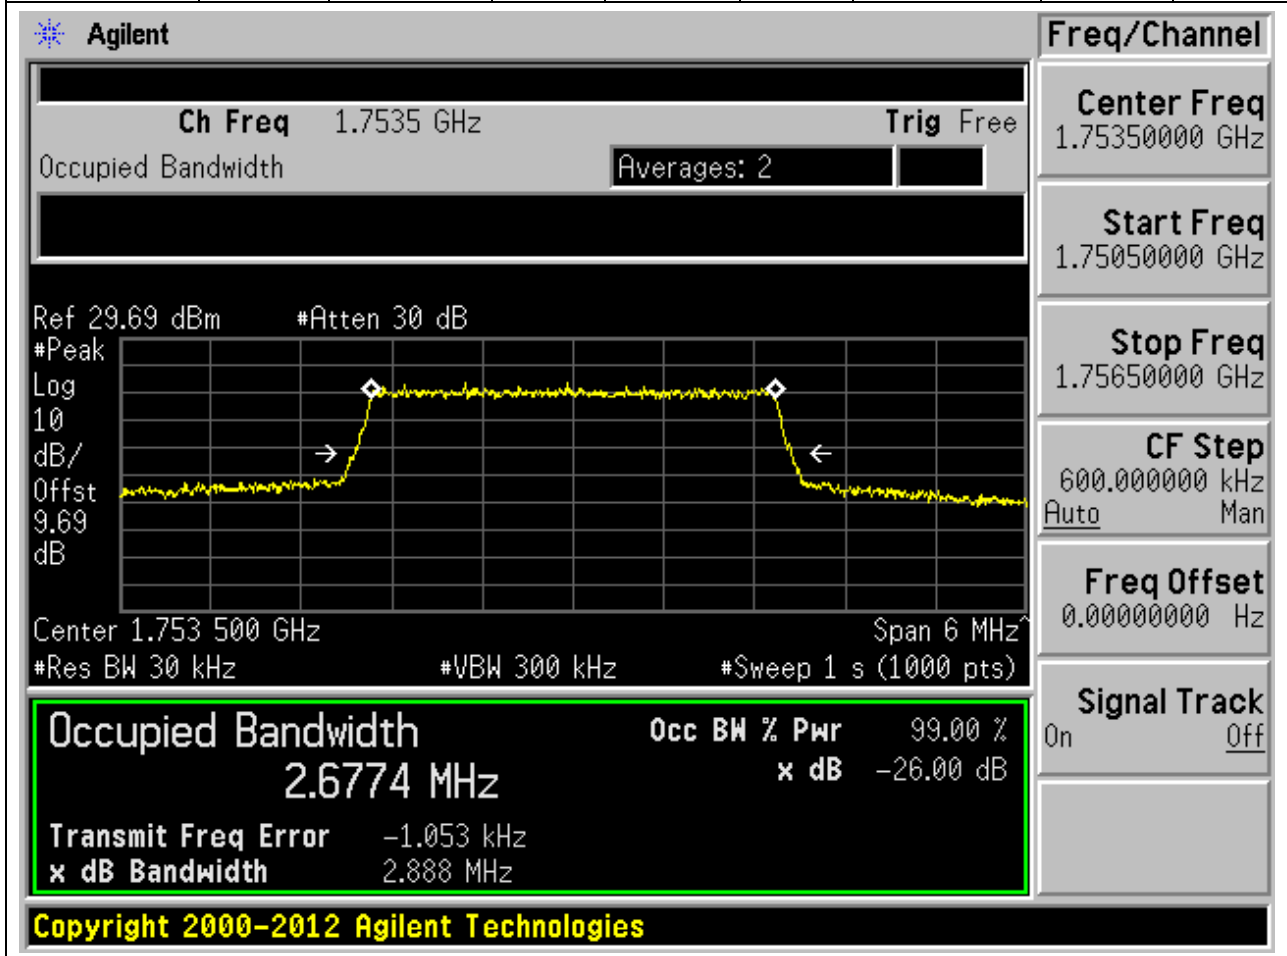 Agilent
Freq/Channel
Ch Freq 1.7535 GHz Trig Free
Occupied Bandwidth Averages: 2
Center Freq
1.75350000 GHz
Start Freq
1.75050000 GHz
Stop Freq
1.75650000 GHz
CF Step
600.000000 kHz
Auto Man
Freq Offset
0.00000000 Hz
Signal Track
On Off
Ref 29.69 dBm #Atten 30 dB
#Peak
Log
10
dB/
Offst
9.69
dB
Center 1.753 500 GHz Span 6 MHz^
#Res BW 30 kHz #VBW 300 kHz #Sweep 1 s (1000 pts)
Occupied Bandwidth Occ BW % Pwr 99.00 %
2.6774 MHz x dB -26.00 dB
Transmit Freq Error -1.053 kHz
x dB Bandwidth 2.888 MHz
Copyright 2000-2012 Agilent Technologies